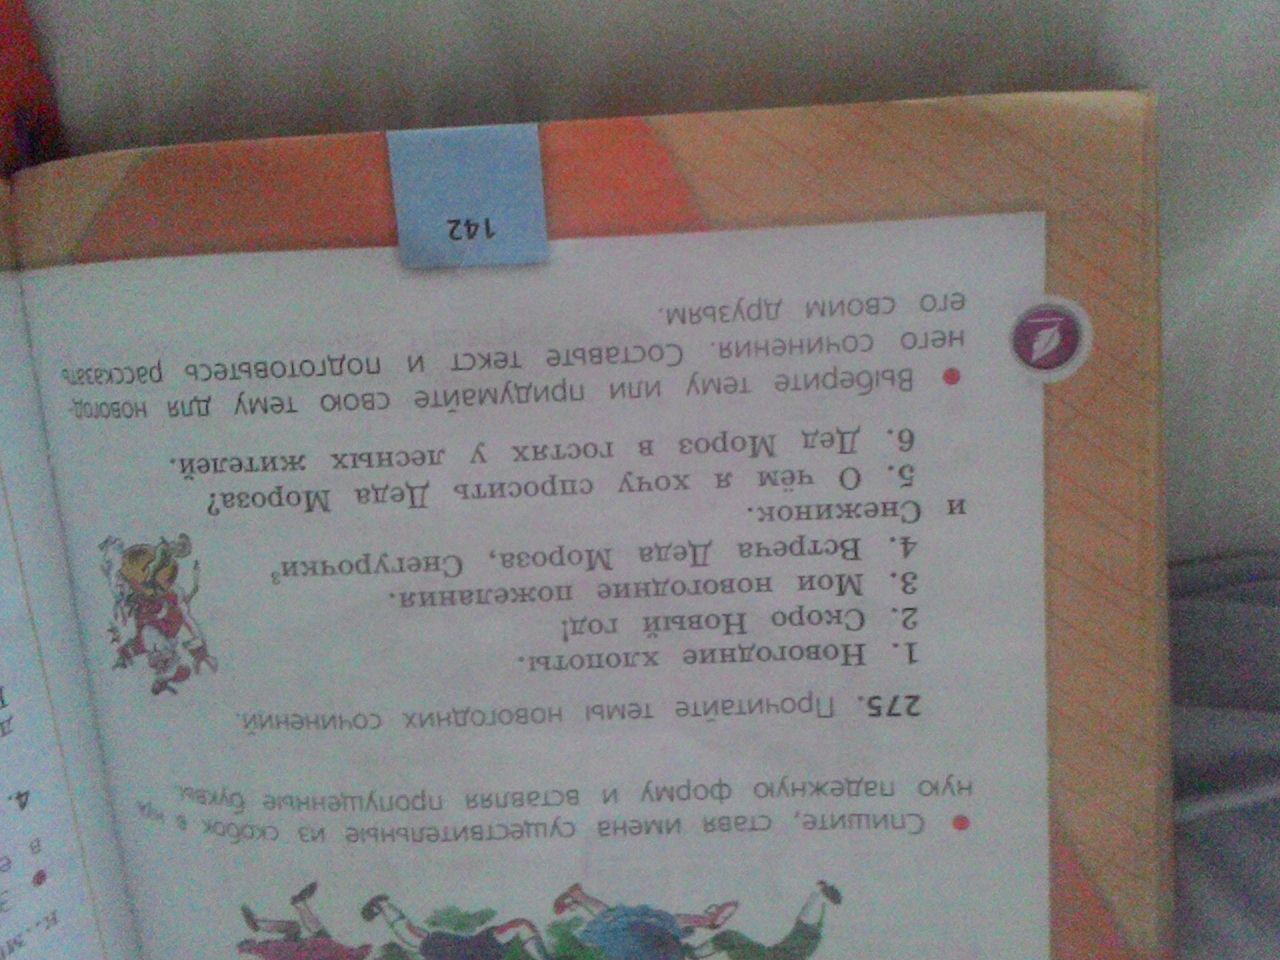 • Спишите, ставя имена существительные из скобок в
ную падежную форму и вставляя пропущенные буквы.
275. Прочитайте темы новогодних сочинений.
1. Новогодние хлопоты.
2. Скоро Новый год!
3. Мои новогодние пожелания.
4. Встреча Деда Мороза, Снегурочки³
и Снежинок.
5. О чём я хочу спросить Деда Мороза?
6. Дед Мороз в гостях у лесных жителей.
• Выберите тему или придумайте свою тему для новогод-
него сочинения. Составьте текст и подготовьтесь рассказать
его своим друзьям.
142
4.
в